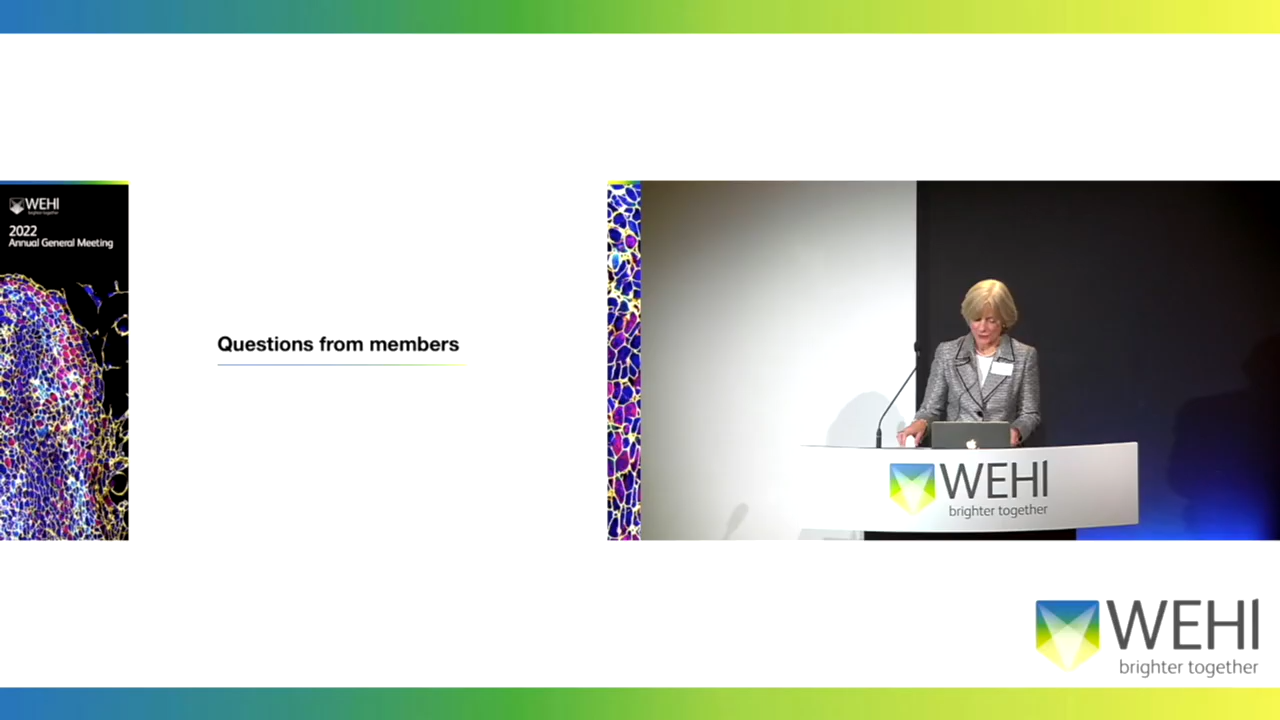 WEHI
brighter together
2022
Annual General Meeting
Questions from members
WEHI
brighter together
WEHI
brighter together